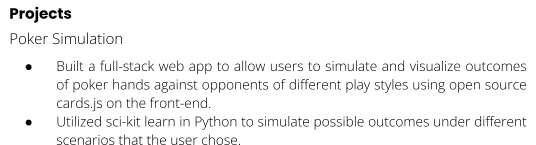 Projects
Poker Simulation
● Built a full-stack web app to allow users to simulate and visualize outcomes
of poker hands against opponents of different play styles using open source
cards.js on the front-end.
● Utilized sci-kit learn in Python to simulate possible outcomes under different
scenarios that the user chose.